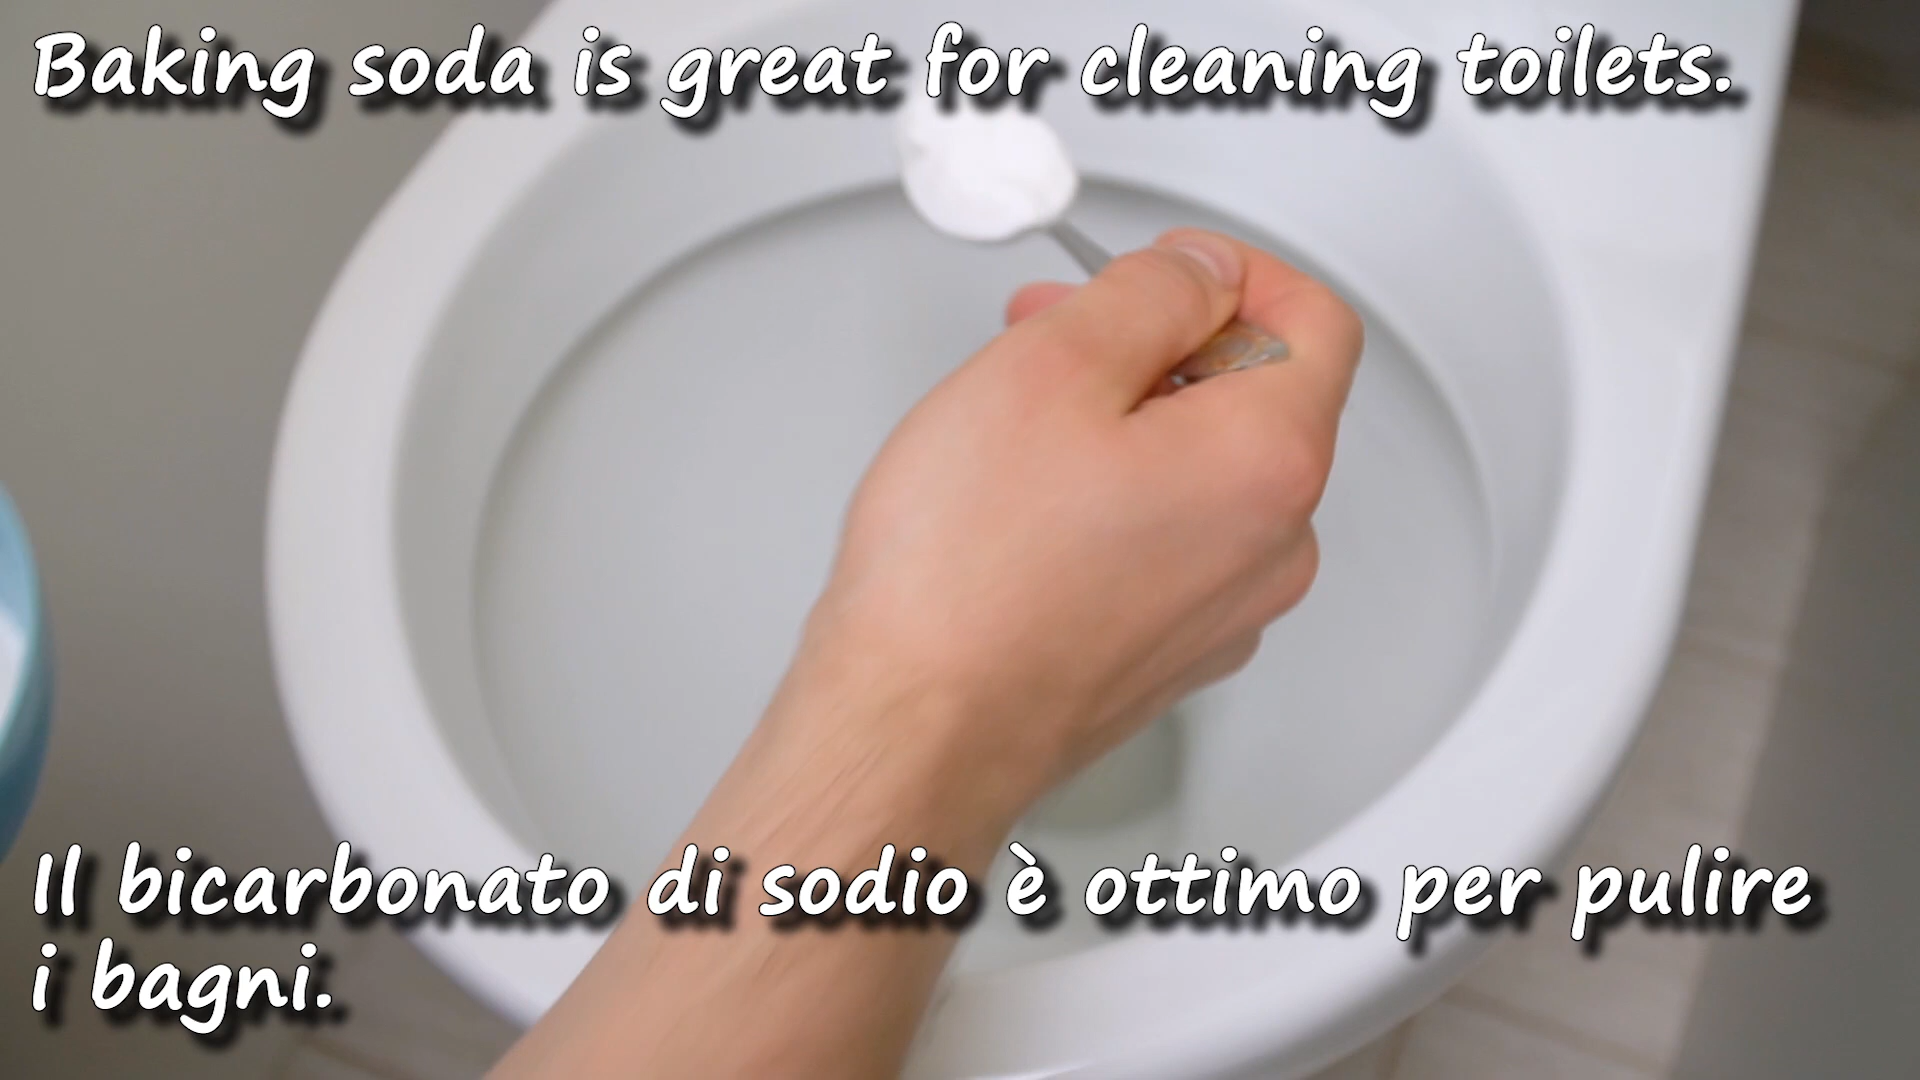 Baking soda is great for cleaning toilets.
Il bicarbonato di sodio è ottimo per pulire
i bagni.